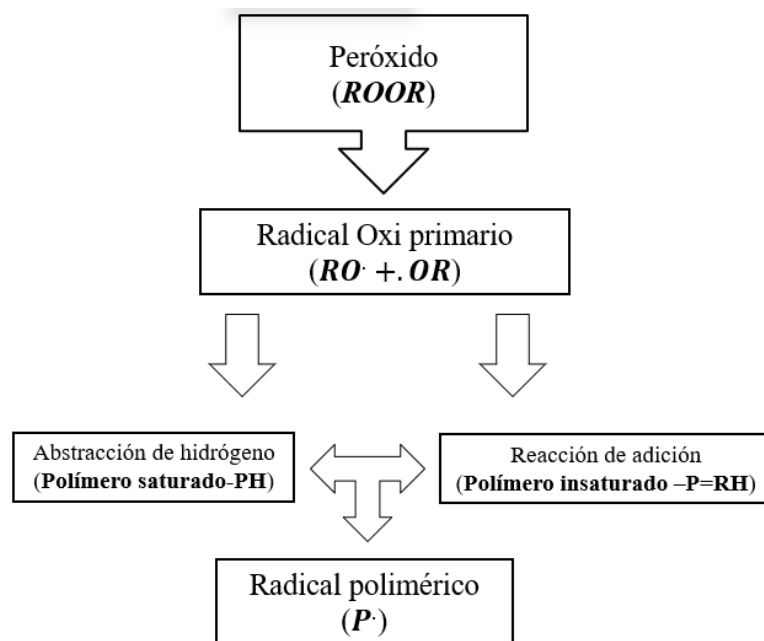 Peróxido
(ROOR)
Radical Oxi primario
(RO· +. OR)
Abstracción de hidrógeno
(Polímero saturado-PH)
Reacción de adición
(Polímero insaturado –P=RH)
Radical polimérico
(P·)